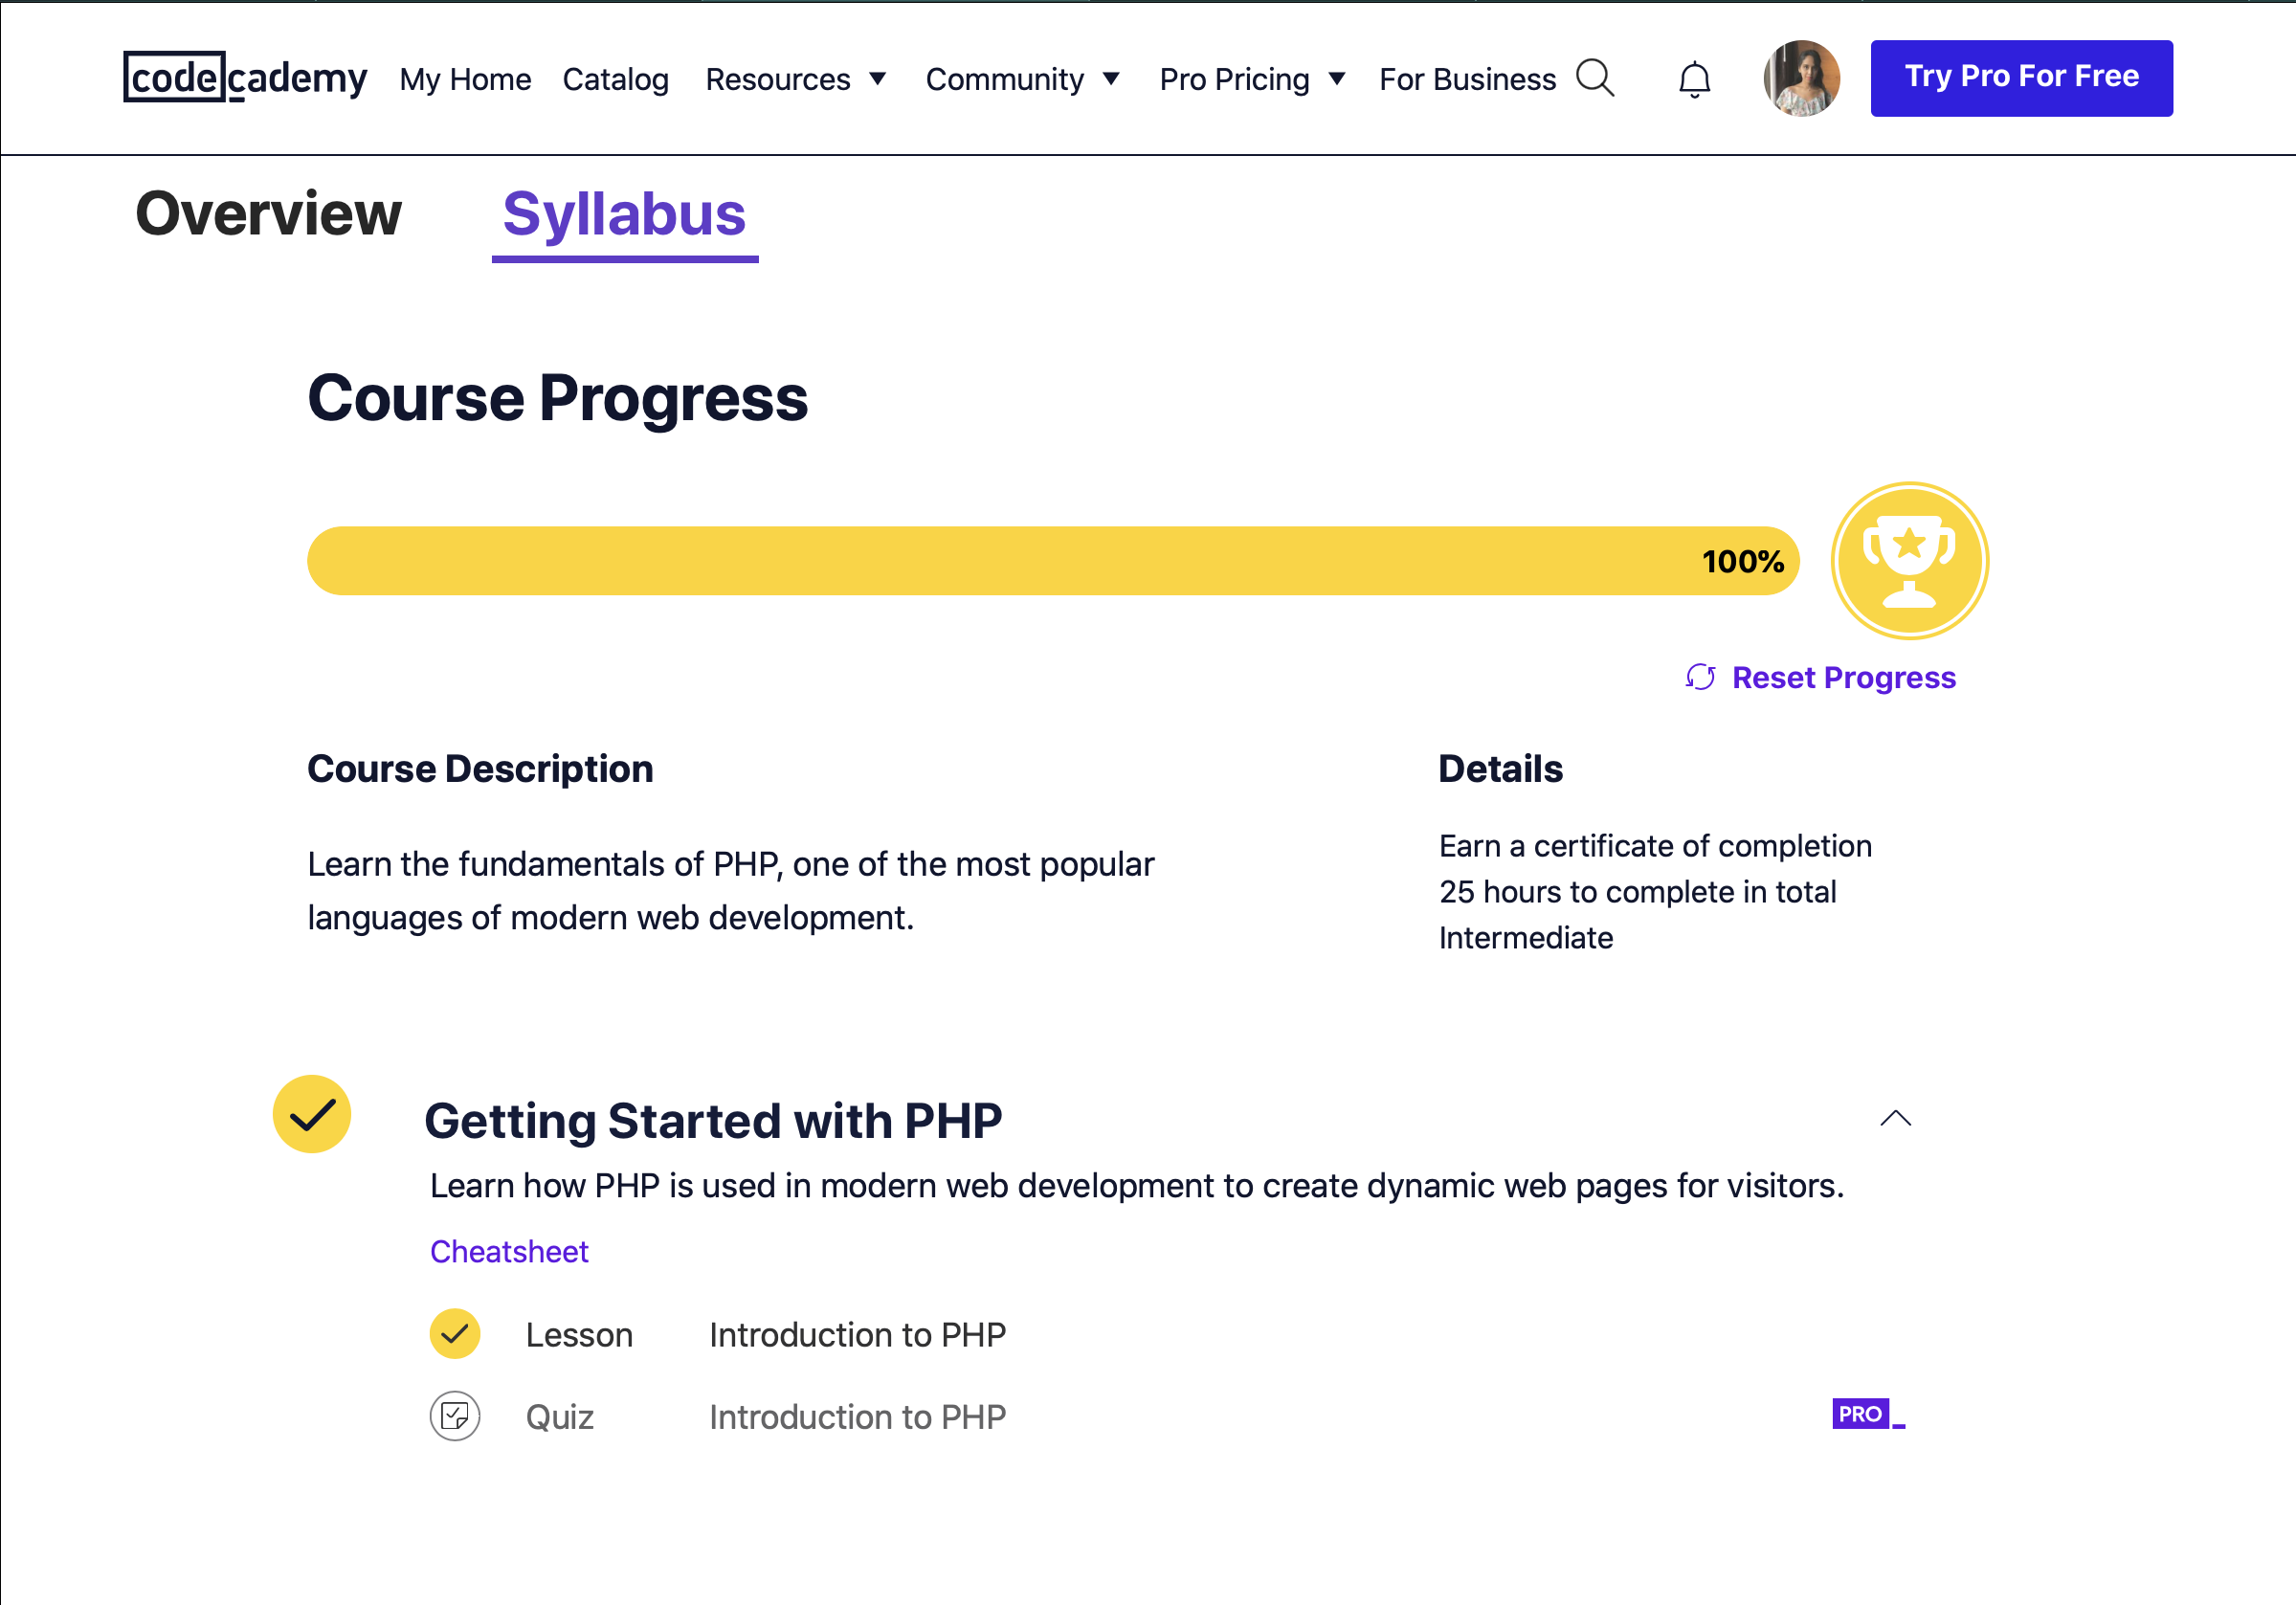 codecademy My Home Catalog Resources Community Pro Pricing For Business Try Pro For Free
Overview Syllabus
Course Progress
100%
Reset Progress
Course Description
Learn the fundamentals of PHP, one of the most popular
languages of modern web development.
Details
Earn a certificate of completion
25 hours to complete in total
Intermediate
Getting Started with PHP
Learn how PHP is used in modern web development to create dynamic web pages for visitors.
Cheatsheet
Lesson Introduction to PHP
Quiz Introduction to PHP PRO